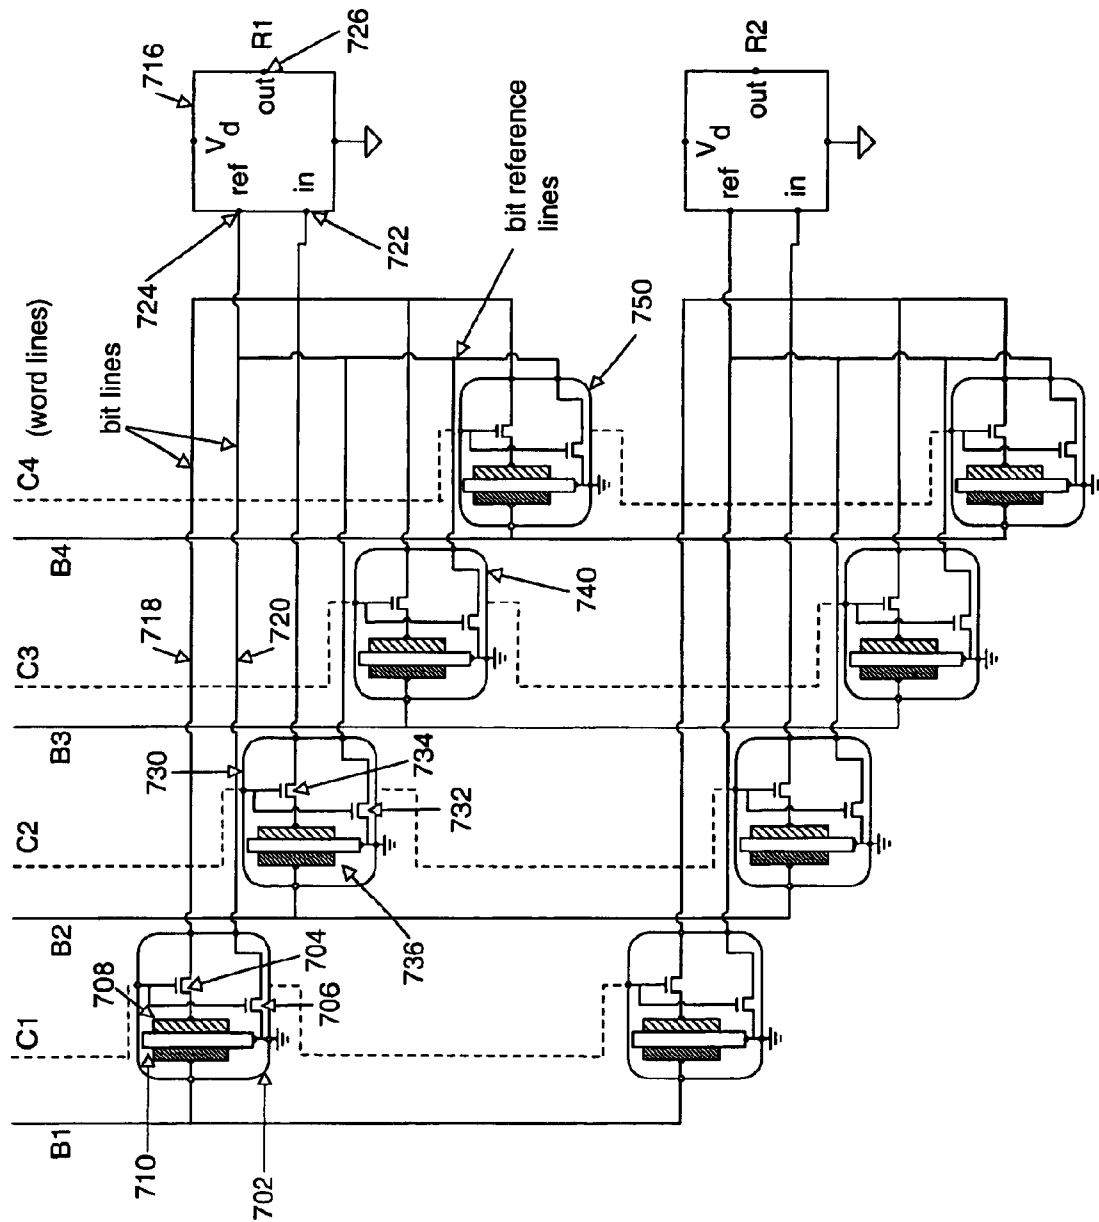 C1
C2
C3
C4 (word lines)
B1
B2
B3
B4
bit lines
bit reference
lines
716
V d
ref
in
out
R1
726
724
722
718
720
730
734
732
736
740
750
708
704
706
710
702
V d
ref
in
out
R2